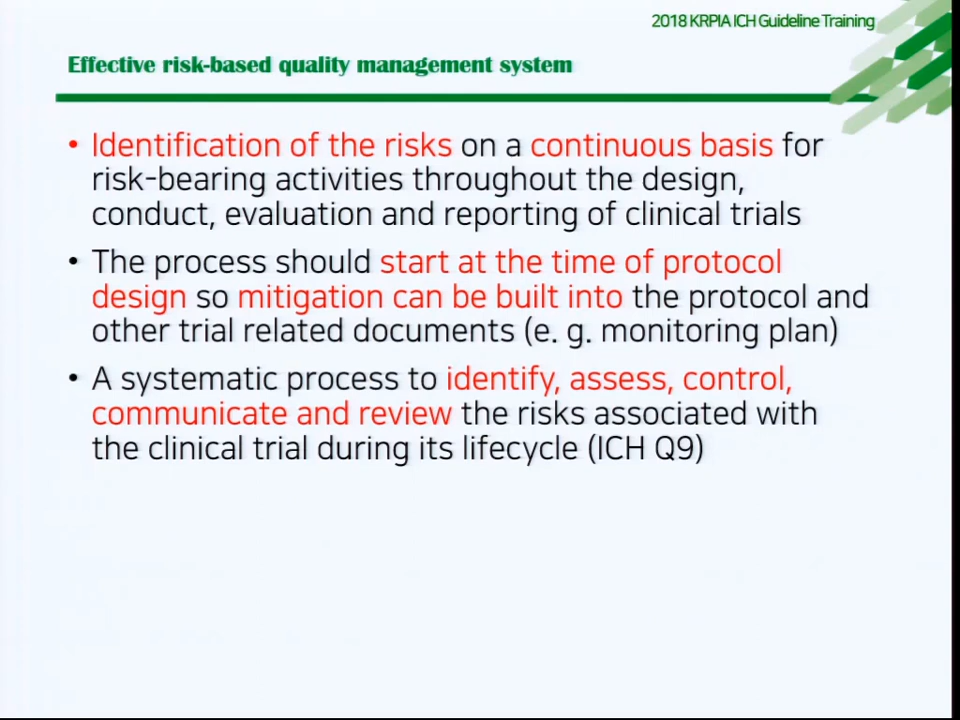 2018 KRPIA ICH Guideline Training
Effective risk-based quality management system
• Identification of the risks on a continuous basis for
risk-bearing activities throughout the design,
conduct, evaluation and reporting of clinical trials
• The process should start at the time of protocol
design so mitigation can be built into the protocol and
other trial related documents (e. g. monitoring plan)
• A systematic process to identify, assess, control,
communicate and review the risks associated with
the clinical trial during its lifecycle (ICH Q9)